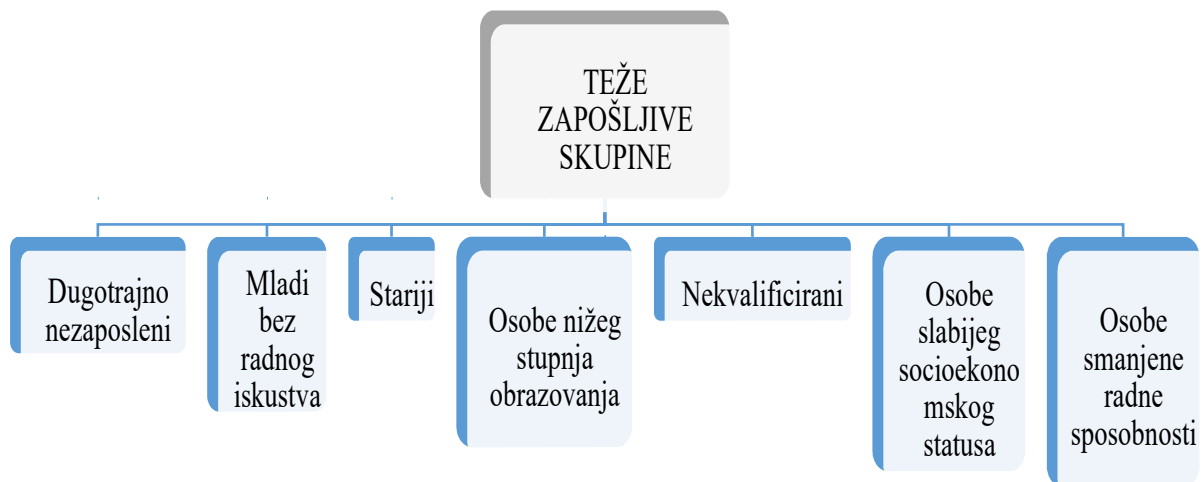 TEŽE
ZAPOŠLJIVE
SKUPINE
Dugotrajno
nezaposleni
Mladi
bez
radnog
iskustva
Stariji
Osobe nižeg
stupnja
obrazovanja
Nekvalificirani
Osobe
slabijeg
socioekono
mskog
statusa
Osobe
smanjene
radne
sposobnosti